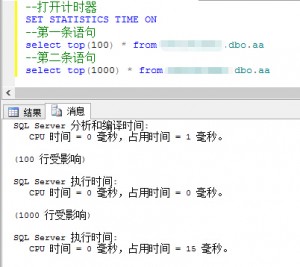 --打开计时器
SET STATISTICS TIME ON
--第一条语句
select top(100) * from .dbo.aa
--第二条语句
select top(1000) * from .dbo.aa
结果 消息
SQL Server 分析和编译时间:
CPU 时间 = 0 毫秒，占用时间 = 1 毫秒。
(100 行受影响)
SQL Server 执行时间:
CPU 时间 = 0 毫秒，占用时间 = 0 毫秒。
(1000 行受影响)
SQL Server 执行时间:
CPU 时间 = 0 毫秒，占用时间 = 15 毫秒。